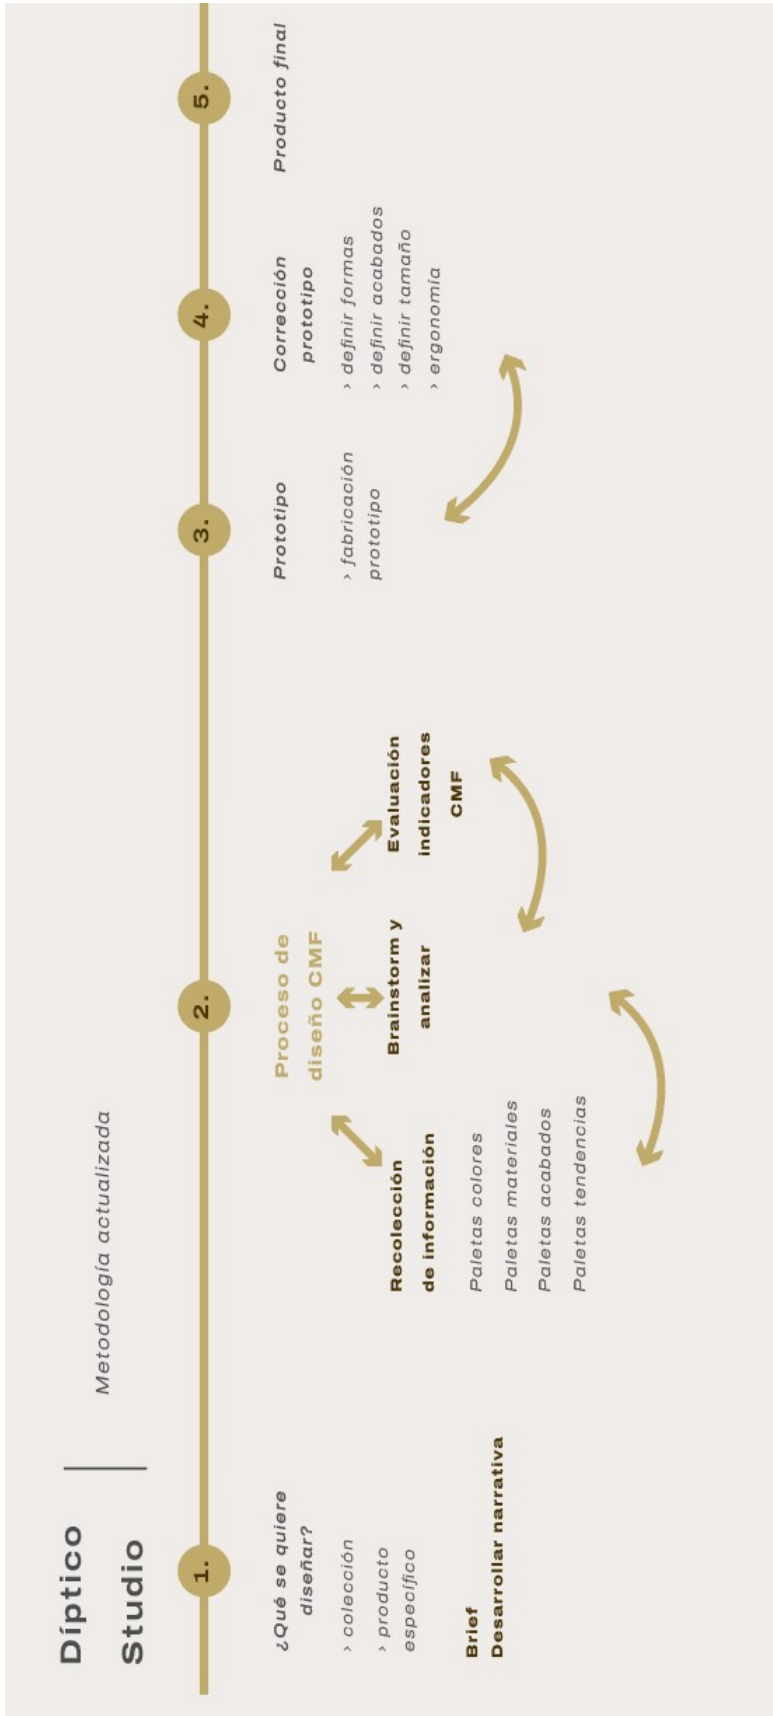 Díptico
Studio
Metodología actualizada
1.
¿Qué se quiere
diseñar?
> colección
> producto
específico
Brief
Desarrollar narrativa
2.
Proceso de
diseño CMF
Recolección
de información
Paletas colores
Paletas materiales
Paletas acabados
Paletas tendencias
Brainstorm y
analizar
Evaluación
indicadores
CMF
3.
Prototipo
> fabricación
prototipo
4.
Corrección
prototipo
> definir formas
> definir acabados
> definir tamaño
> ergonomía
5.
Producto final